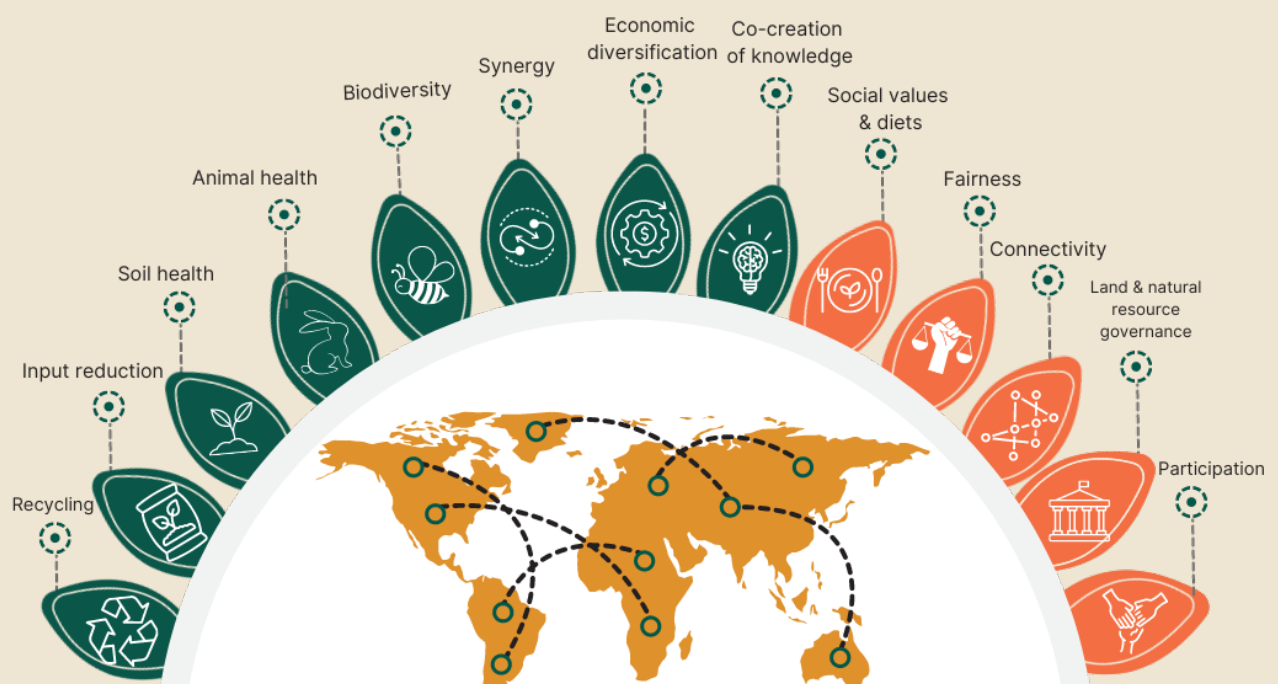 Recycling
Input reduction
Soil health
Animal health
Biodiversity
Synergy
Economic
diversification
Co-creation
of knowledge
Social values
& diets
Fairness
Connectivity
Land & natural
resource
governance
Participation
$